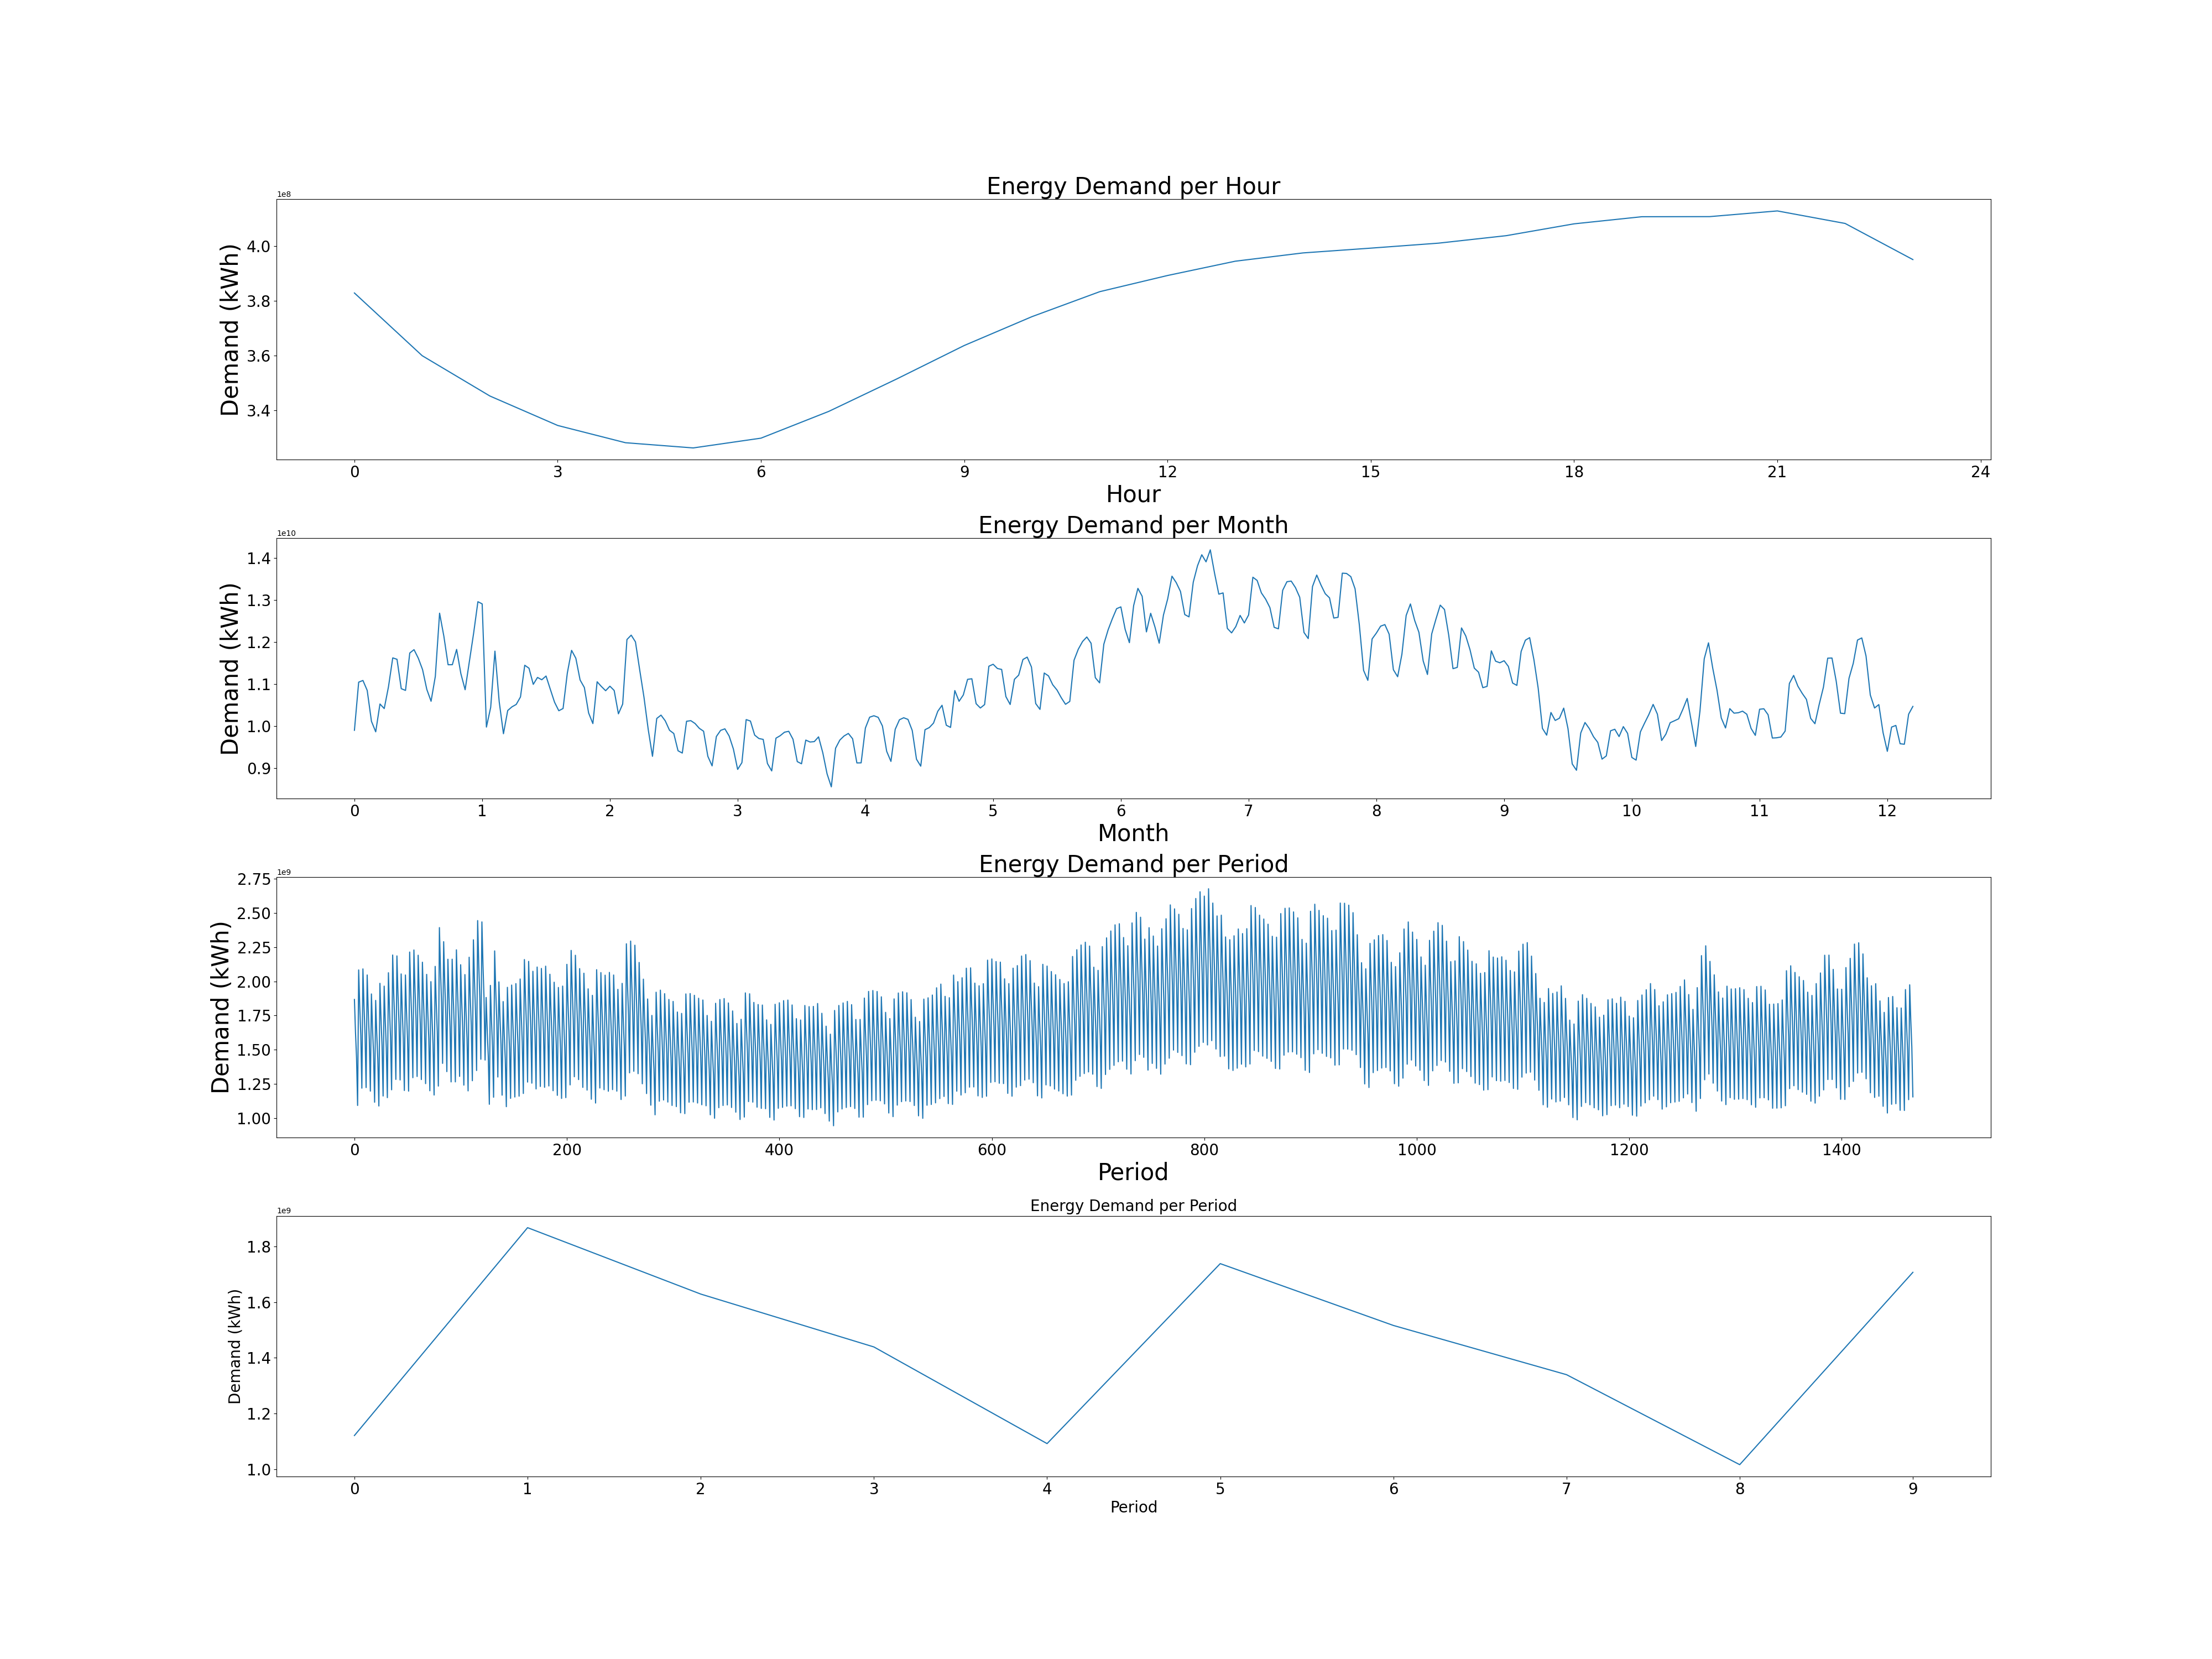 Energy Demand per Hour
1e8
4.0
3.8
3.6
3.4
Demand (kWh)
0 3 6 9 12 15 18 21 24
Hour
Energy Demand per Month
1e10
1.4
1.3
1.2
1.1
1.0
0.9
Demand (kWh)
0 1 2 3 4 5 6 7 8 9 10 11 12
Month
Energy Demand per Period
1e9
2.75
2.50
2.25
2.00
1.75
1.50
1.25
1.00
Demand (kWh)
0 200 400 600 800 1000 1200 1400
Period
Energy Demand per Period
1e9
1.8
1.6
1.4
1.2
1.0
Demand (kWh)
0 1 2 3 4 5 6 7 8 9
Period